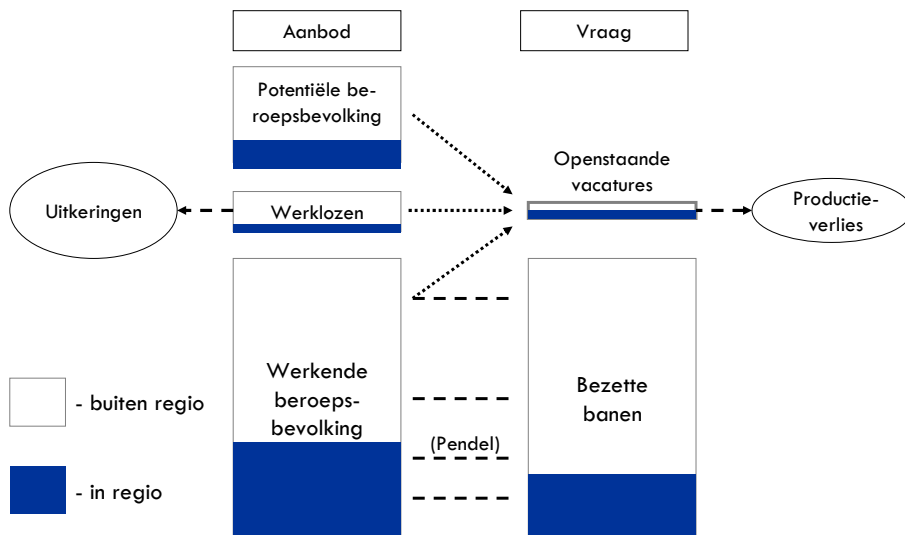 Aanbod
Vraag
Potentiële be-
roepsbevolking
Openstaande
vacatures
Uitkeringen
Werklozen
Productie-
verlies
Werkende
beroeps-
bevolking
Bezette
banen
(Pendel)
- buiten regio
- in regio